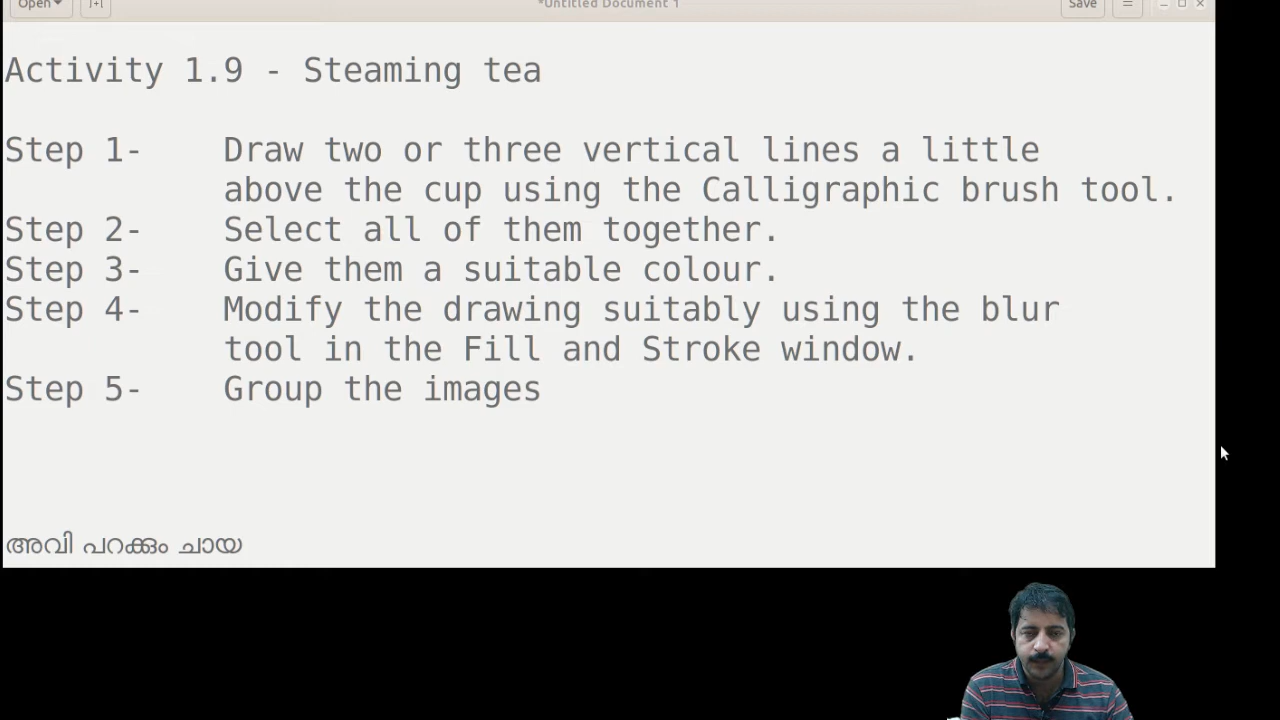 Open
*Untitled Document 1
Save
Activity 1.9 - Steaming tea
Step 1- Draw two or three vertical lines a little
above the cup using the Calligraphic brush tool.
Step 2- Select all of them together.
Step 3- Give them a suitable colour.
Step 4- Modify the drawing suitably using the blur
tool in the Fill and Stroke window.
Step 5- Group the images
അവി പറക്കും ചായ